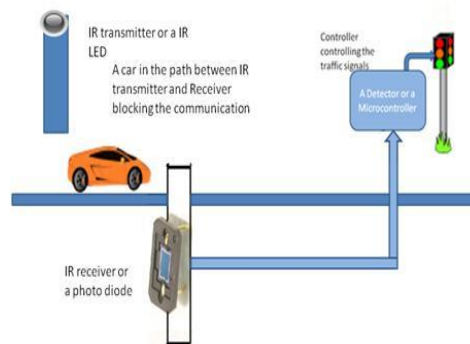 IR transmitter or a IR
LED
A car in the path between IR
transmitter and Receiver
blocking the communication
Controller
controlling the
traffic signals
A Detector or a
Microcontroller
IR receiver or
a photo diode